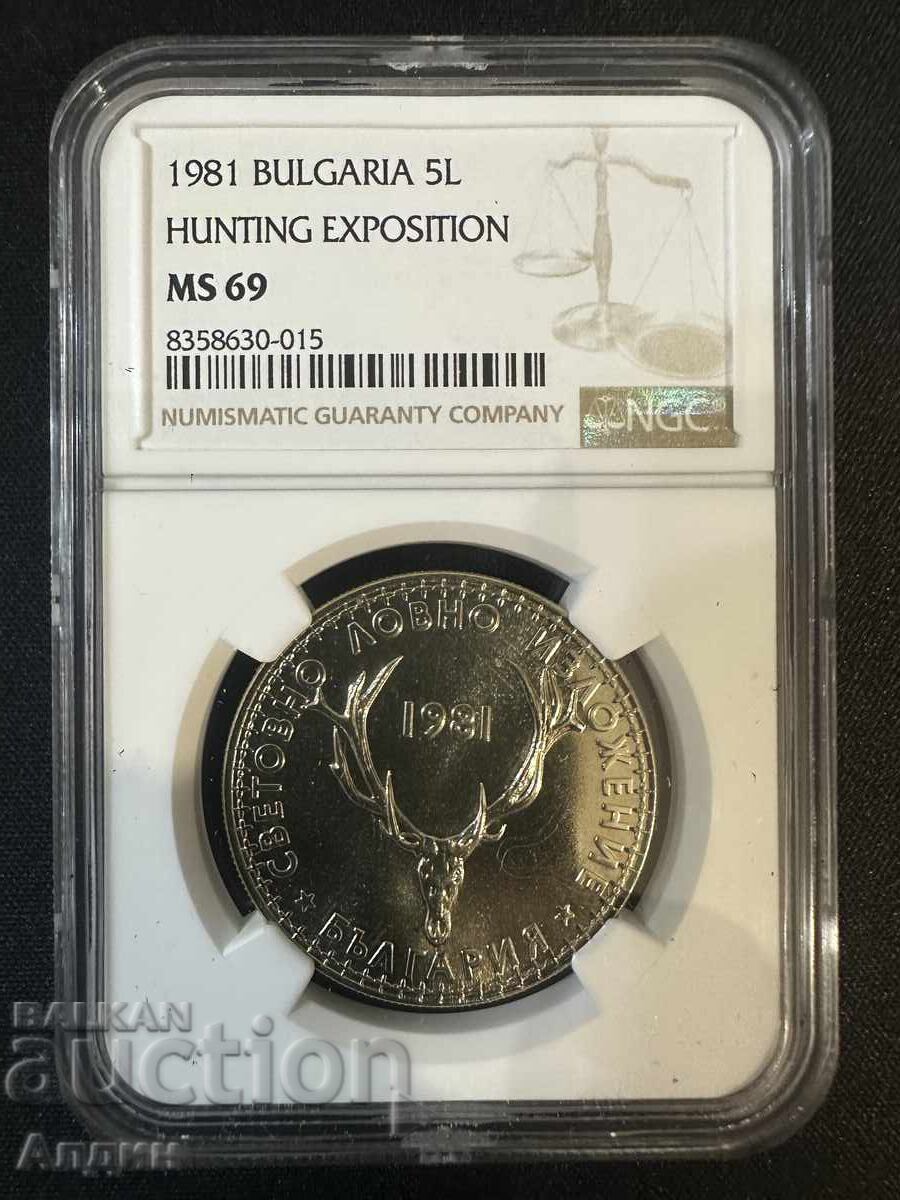 1981 BULGARIA 5L
HUNTING EXPOSITION
MS 69
8358630-015
NUMISMATIC GUARANTY COMPANY
NGC
СВЕТОВНО ЛОВНО ИЗЛОЖЕНИЕ
1981
* БЪЛГАРИЯ *
BALKAN
auction
Алдин